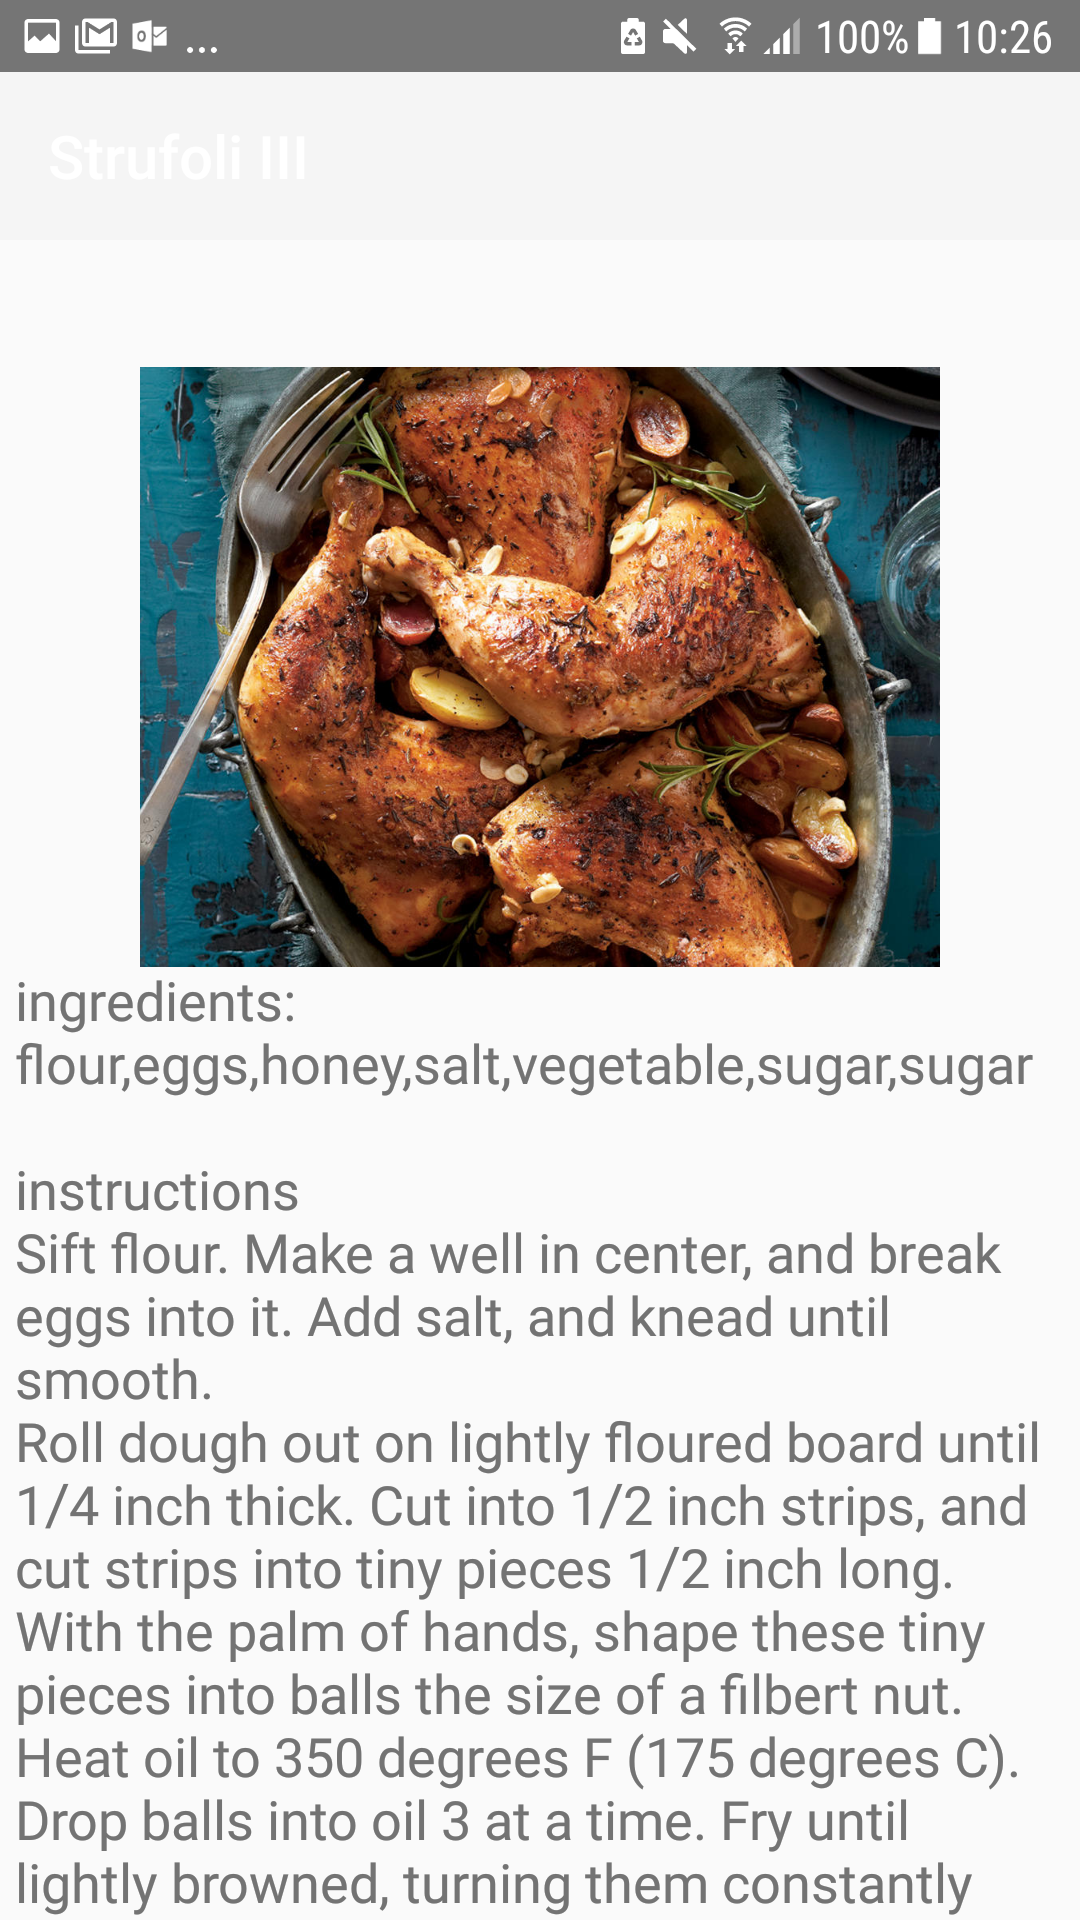 ... 100% 10:26
Strufoli III
ingredients:
flour,eggs,honey,salt,vegetable,sugar,sugar
instructions
Sift flour. Make a well in center, and break
eggs into it. Add salt, and knead until
smooth.
Roll dough out on lightly floured board until
1/4 inch thick. Cut into 1/2 inch strips, and
cut strips into tiny pieces 1/2 inch long.
With the palm of hands, shape these tiny
pieces into balls the size of a filbert nut.
Heat oil to 350 degrees F (175 degrees C).
Drop balls into oil 3 at a time. Fry until
lightly browned, turning them constantly